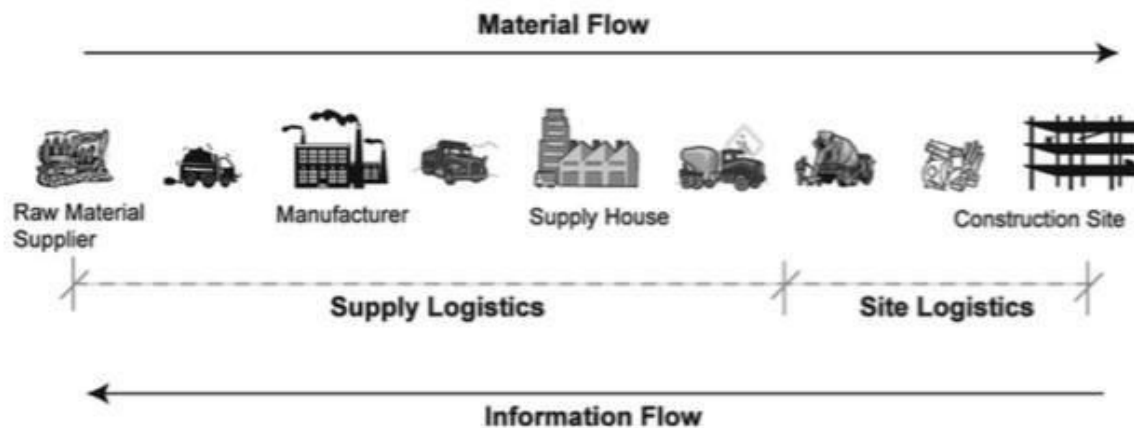 Material Flow
Raw Material
Supplier
Manufacturer
Supply House
Construction Site
Supply Logistics
Site Logistics
Information Flow